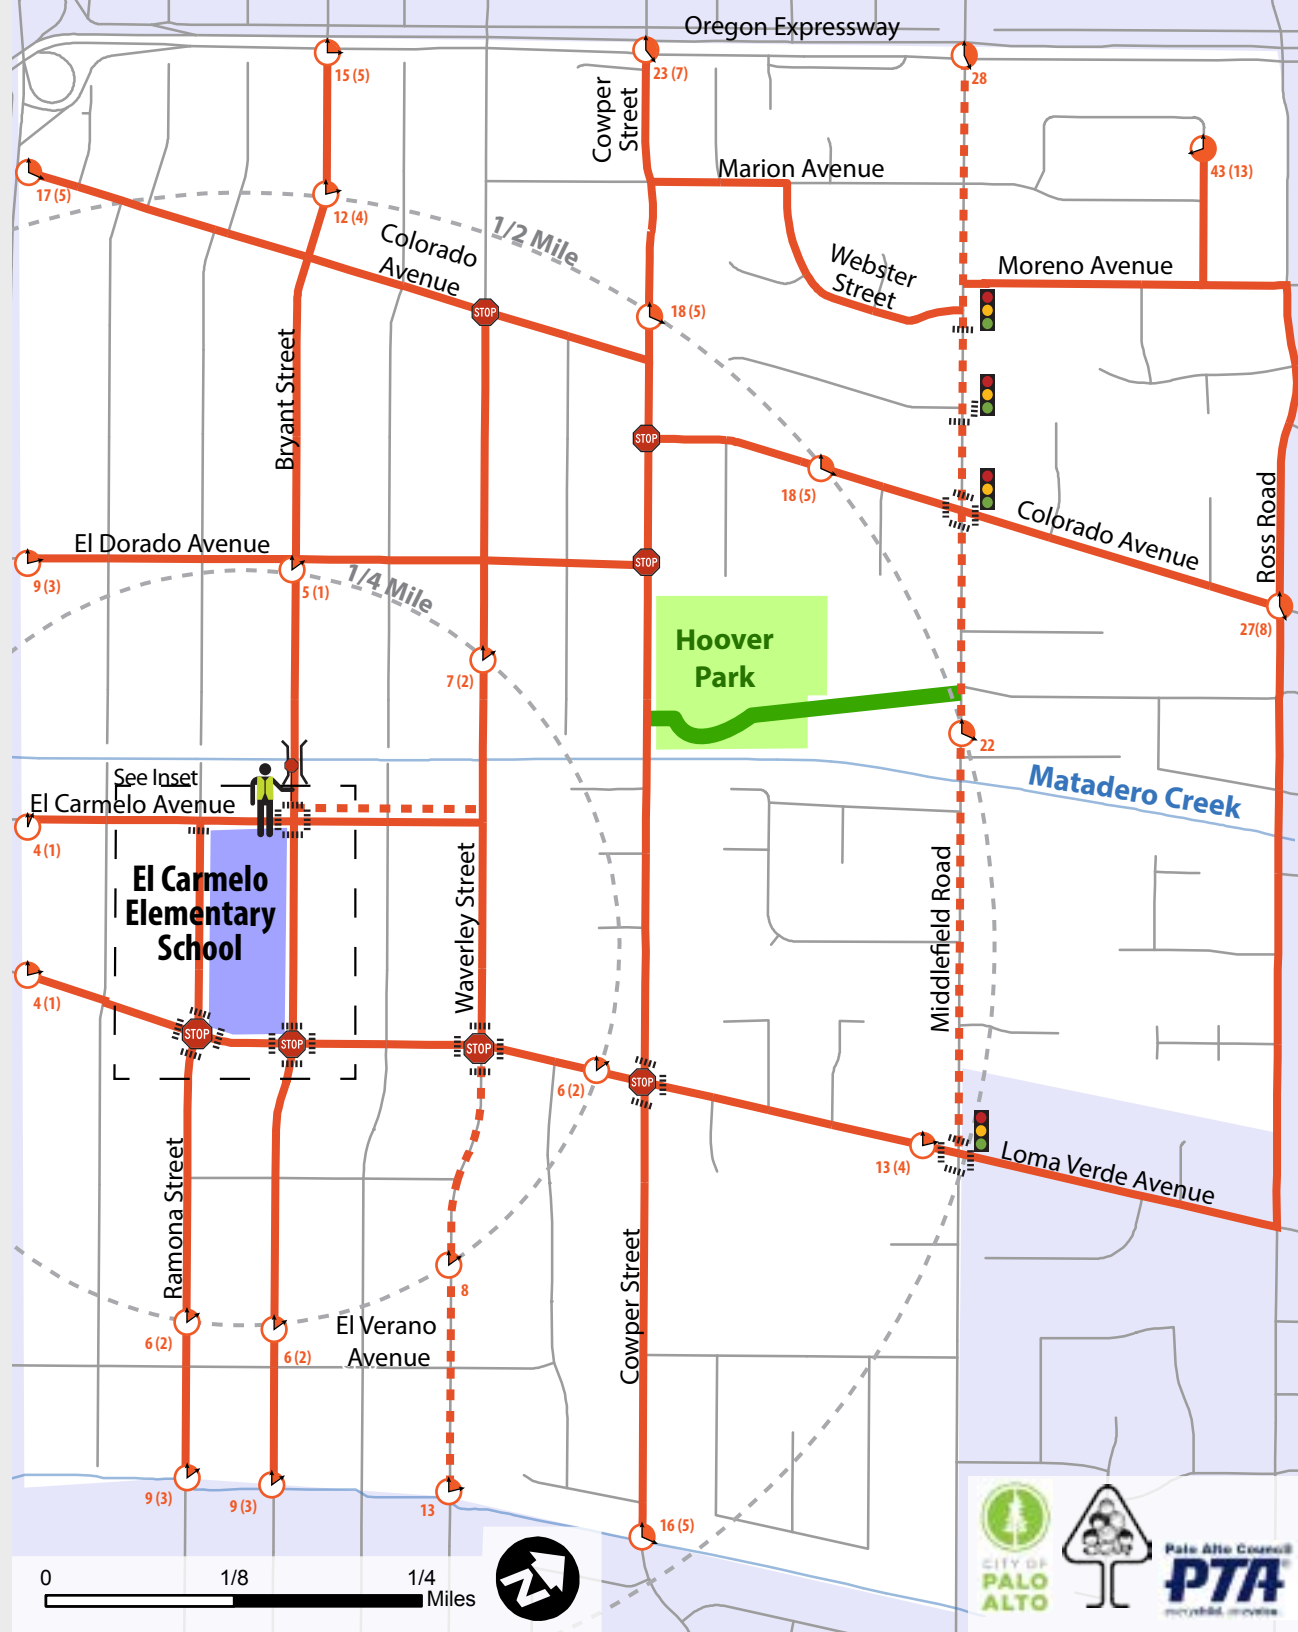 Oregon Expressway
15 (5)
23 (7)
28
Cowper
Street
Marion Avenue
43 (13)
17 (5)
12 (4)
1/2 Mile
Colorado
Avenue
Webster
Street
Moreno Avenue
STOP
18 (5)
Bryant Street
STOP
18 (5)
Colorado Avenue
Ross Road
El Dorado Avenue
STOP
9 (3)
5 (1)
1/4 Mile
27(8)
Hoover
Park
7 (2)
22
See Inset
El Carmelo Avenue
Matadero Creek
4 (1)
El Carmelo
Elementary
School
Waverley Street
Middlefield Road
4 (1)
STOP
STOP
STOP
6 (2)
STOP
13 (4)
Loma Verde Avenue
Ramona Street
Cowper Street
8
6 (2)
6 (2)
El Verano
Avenue
9 (3)
9 (3)
13
16 (5)
0
1/8
1/4
Miles
N
CITY OF
PALO
ALTO
Palo Alto Council
PTA
everychild. onevoice.